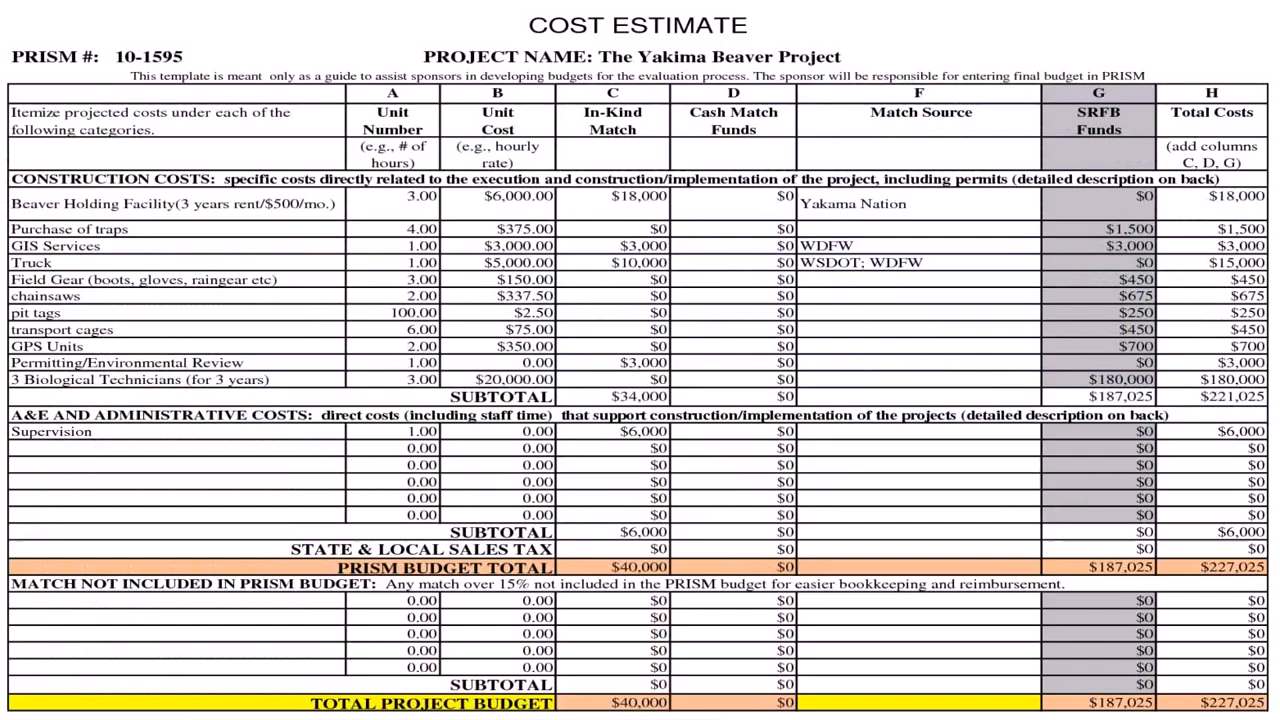 COST ESTIMATE
PRISM #: 10-1595 PROJECT NAME: The Yakima Beaver Project
This template is meant only as a guide to assist sponsors in developing budgets for the evaluation process. The sponsor will be responsible for entering final budget in PRISM
A B C D F G H
Itemize projected costs under each of the following categories. Unit Number Unit Cost In-Kind Match Cash Match Funds Match Source SRFB Funds Total Costs
(e.g., # of hours) (e.g., hourly rate) (add columns C, D, G)
CONSTRUCTION COSTS: specific costs directly related to the execution and construction/implementation of the project, including permits (detailed description on back)
Beaver Holding Facility(3 years rent/$500/mo.) 3.00 $6,000.00 $18,000 $0 Yakama Nation $0 $18,000
Purchase of traps 4.00 $375.00 $0 $0 $1,500 $1,500
GIS Services 1.00 $3,000.00 $3,000 $0 WDFW $3,000 $3,000
Truck 1.00 $5,000.00 $10,000 $0 WSDOT; WDFW $0 $15,000
Field Gear (boots, gloves, raingear etc) 3.00 $150.00 $0 $0 $450 $450
chainsaws 2.00 $337.50 $0 $0 $675 $675
pit tags 100.00 $2.50 $0 $0 $250 $250
transport cages 6.00 $75.00 $0 $0 $450 $450
GPS Units 2.00 $350.00 $0 $0 $700 $700
Permitting/Environmental Review 1.00 0.00 $3,000 $0 $0 $3,000
3 Biological Technicians (for 3 years) 3.00 $20,000.00 $0 $0 $180,000 $180,000
SUBTOTAL $34,000 $0 $187,025 $221,025
A&E AND ADMINISTRATIVE COSTS: direct costs (including staff time) that support construction/implementation of the projects (detailed description on back)
Supervision 1.00 0.00 $6,000 $0 $0 $6,000
0.00 0.00 $0 $0 $0 $0
0.00 0.00 $0 $0 $0 $0
0.00 0.00 $0 $0 $0 $0
0.00 0.00 $0 $0 $0 $0
0.00 0.00 $0 $0 $0 $0
SUBTOTAL $6,000 $0 $0 $6,000
STATE & LOCAL SALES TAX $0 $0 $0 $0
PRISM BUDGET TOTAL $40,000 $0 $187,025 $227,025
MATCH NOT INCLUDED IN PRISM BUDGET: Any match over 15% not included in the PRISM budget for easier bookkeeping and reimbursement.
0.00 0.00 $0 $0 $0 $0
0.00 0.00 $0 $0 $0 $0
0.00 0.00 $0 $0 $0 $0
0.00 0.00 $0 $0 $0 $0
0.00 0.00 $0 $0 $0 $0
SUBTOTAL $0 $0 $0 $0
TOTAL PROJECT BUDGET $40,000 $0 $187,025 $227,025